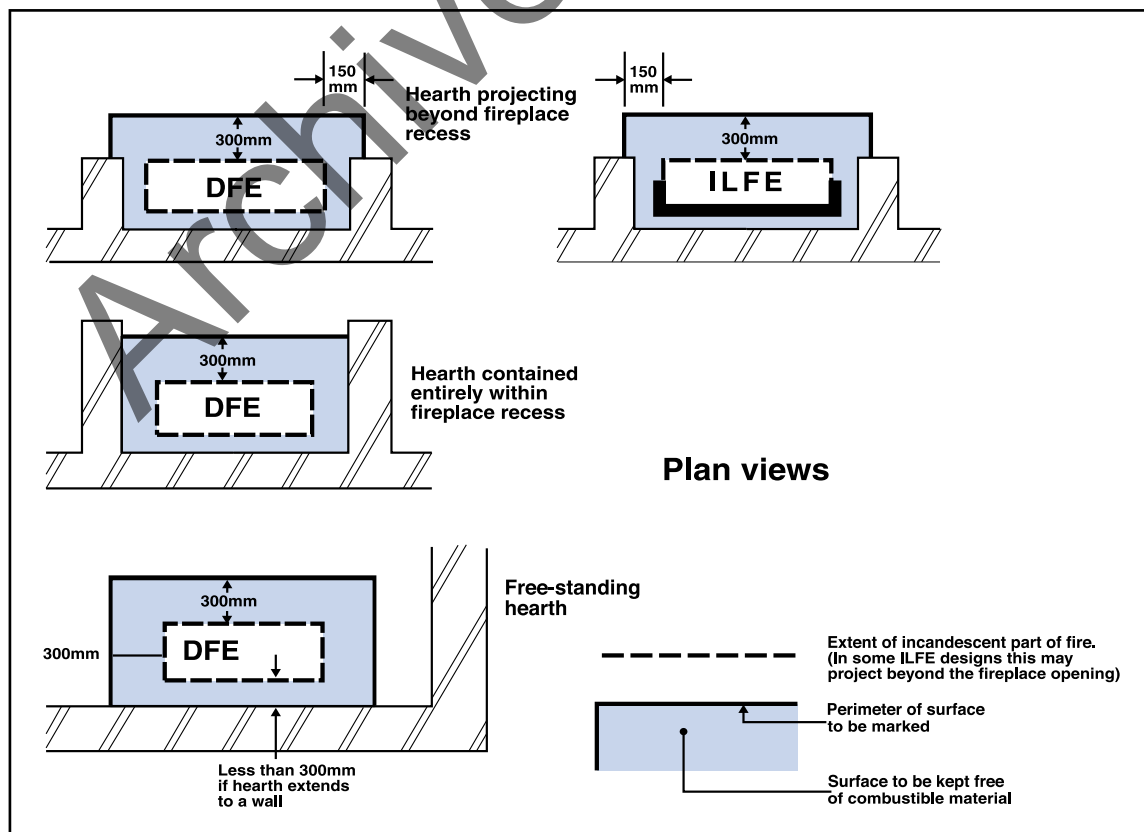 Archive
150
mm
Hearth projecting
beyond fireplace
recess
300mm
DFE
150
mm
300mm
ILFE
300mm
DFE
Hearth contained
entirely within
fireplace recess
Plan views
300mm
300mm
DFE
Free-standing
hearth
Less than 300mm
if hearth extends
to a wall
Extent of incandescent part of fire.
(In some ILFE designs this may
project beyond the fireplace opening)
Perimeter of surface
to be marked
Surface to be kept free
of combustible material